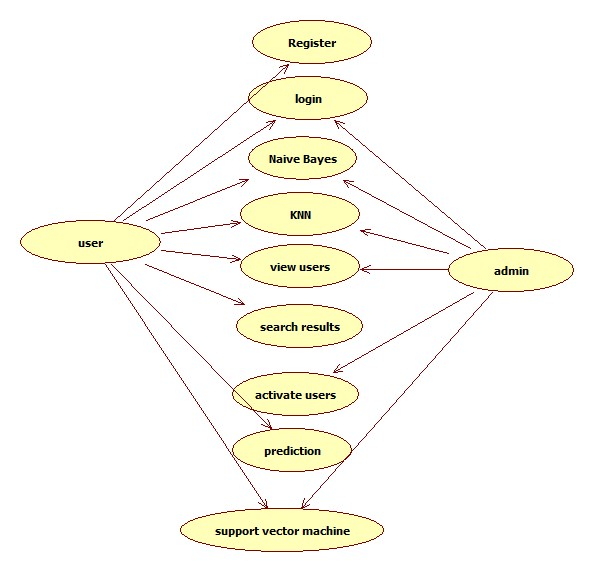 Register
login
Naive Bayes
KNN
user
view users
admin
search results
activate users
prediction
support vector machine